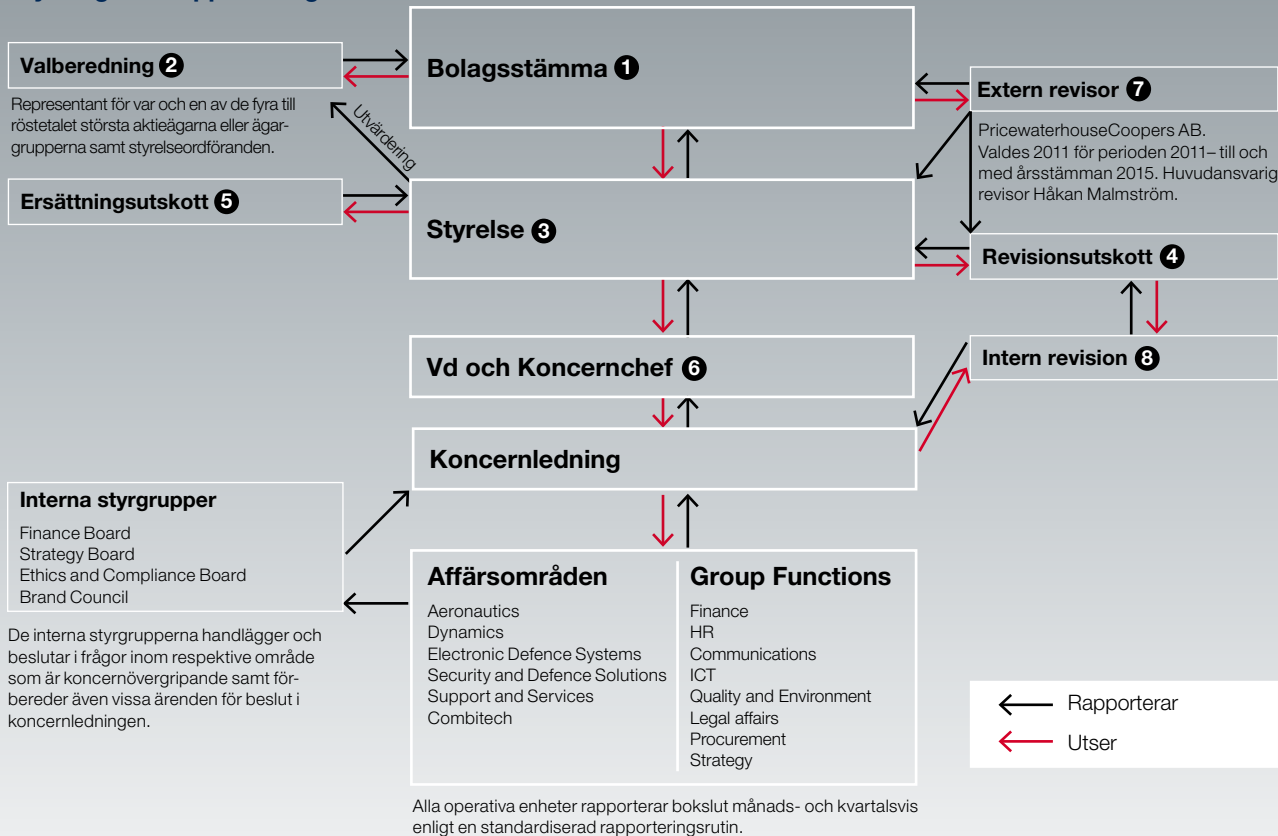 Valberedning 2
Representant för var och en av de fyra till
röstetalet största aktieägarna eller ägar-
grupperna samt styrelseordföranden.
Utvärdering
Ersättningsutskott 5
Bolagsstämma 1
Styrelse 3
Extern revisor 7
PricewaterhouseCoopers AB.
Valdes 2011 för perioden 2011– till och
med årsstämman 2015. Huvudansvarig
revisor Håkan Malmström.
Revisionsutskott 4
Intern revision 8
Vd och Koncernchef 6
Koncernledning
Interna styrgrupper
Finance Board
Strategy Board
Ethics and Compliance Board
Brand Council
De interna styrgrupperna handlägger och
beslutar i frågor inom respektive område
som är koncernövergripande samt för-
bereder även vissa ärenden för beslut i
koncernledningen.
Affärsområden
Aeronautics
Dynamics
Electronic Defence Systems
Security and Defence Solutions
Support and Services
Combitech
Group Functions
Finance
HR
Communications
ICT
Quality and Environment
Legal affairs
Procurement
Strategy
Rapporterar
Utser
Alla operativa enheter rapporterar bokslut månads- och kvartalsvis
enligt en standardiserad rapporteringsrutin.